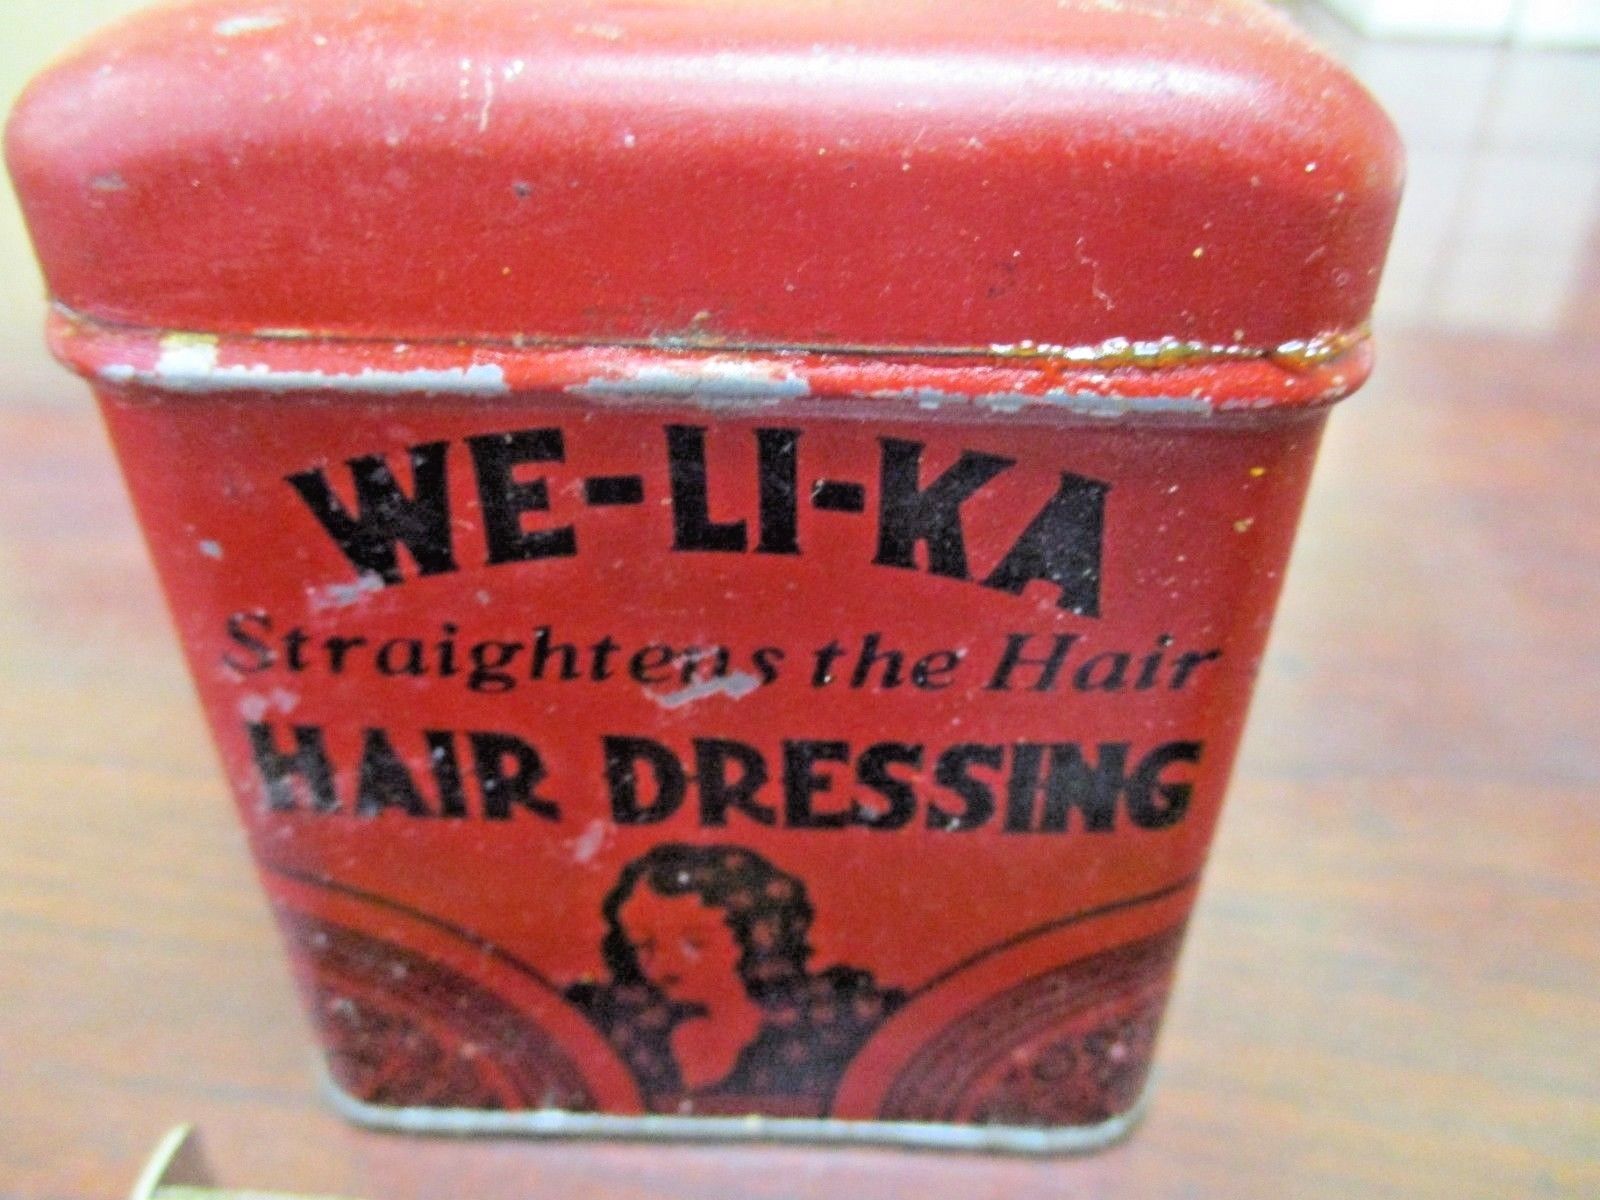 WE-LI-KA
Straightens the Hair
HAIR DRESSING